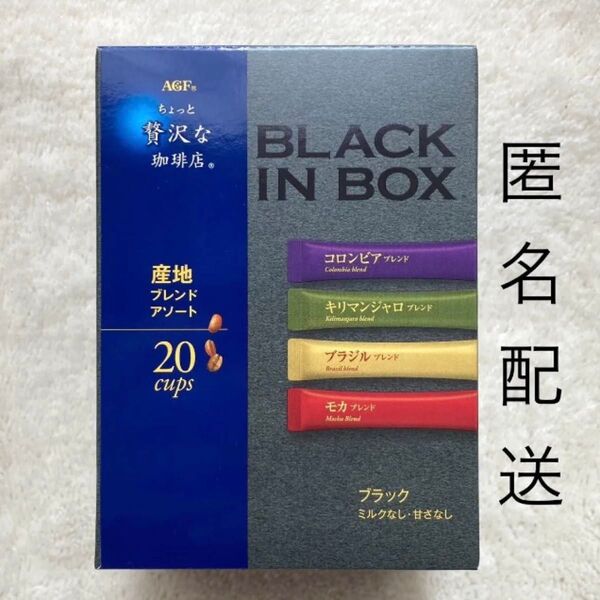 AGF®
ちょっと
贅沢な
珈琲店®
BLACK
IN BOX
産地
ブレンド
アソート
20
cups
コロンビア ブレンド
Colombia blend
キリマンジャロ ブレンド
Kilimanjaro blend
ブラジル ブレンド
Brazil blend
モカ ブレンド
Mocha Blend
ブラック
ミルクなし・甘さなし
匿名配送